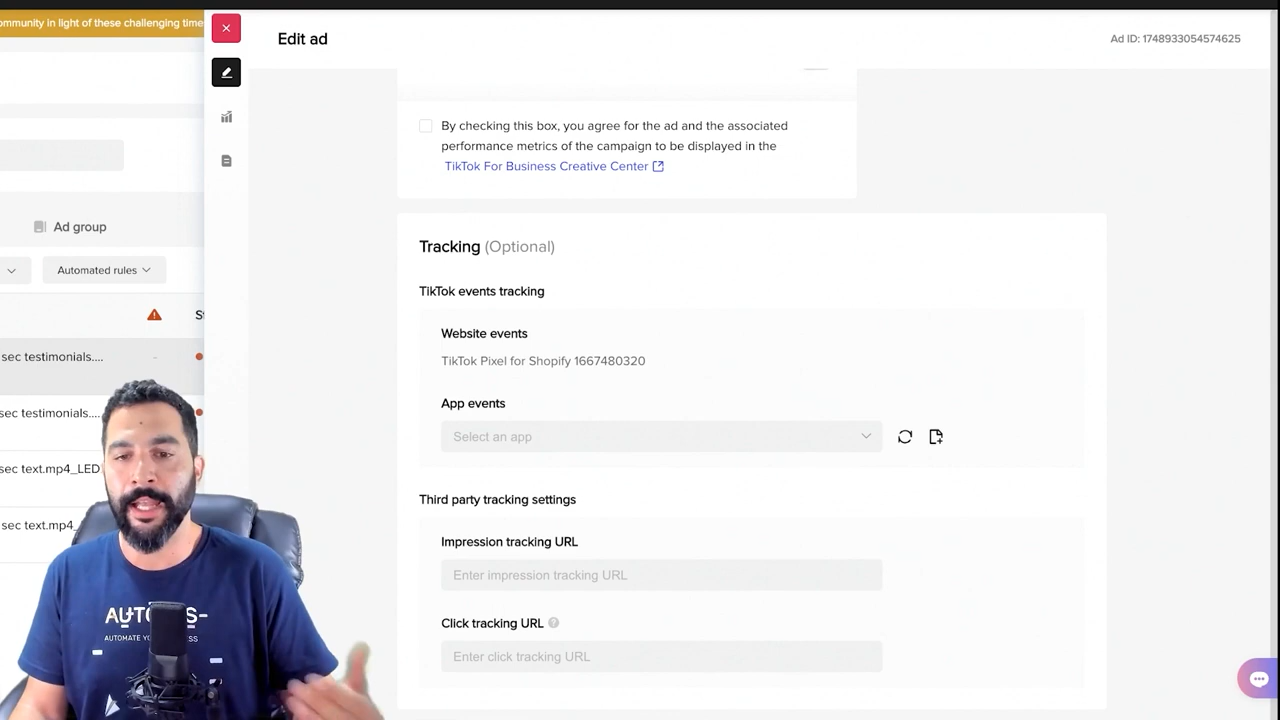 ommunity in light of these challenging time
Edit ad
Ad ID: 1748933054574625
By checking this box, you agree for the ad and the associated
performance metrics of the campaign to be displayed in the
TikTok For Business Creative Center
Ad group
Tracking (Optional)
Automated rules
TikTok events tracking
St
Website events
sec testimonials....
TikTok Pixel for Shopify 1667480320
App events
sec testimonials....
Select an app
sec text.mp4_LED
Third party tracking settings
sec text.mp4_
Impression tracking URL
Enter impression tracking URL
Click tracking URL
Enter click tracking URL